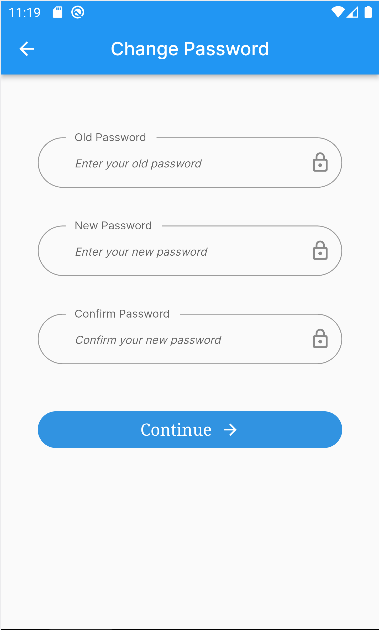 11:19
Change Password
Old Password
Enter your old password
New Password
Enter your new password
Confirm Password
Confirm your new password
Continue